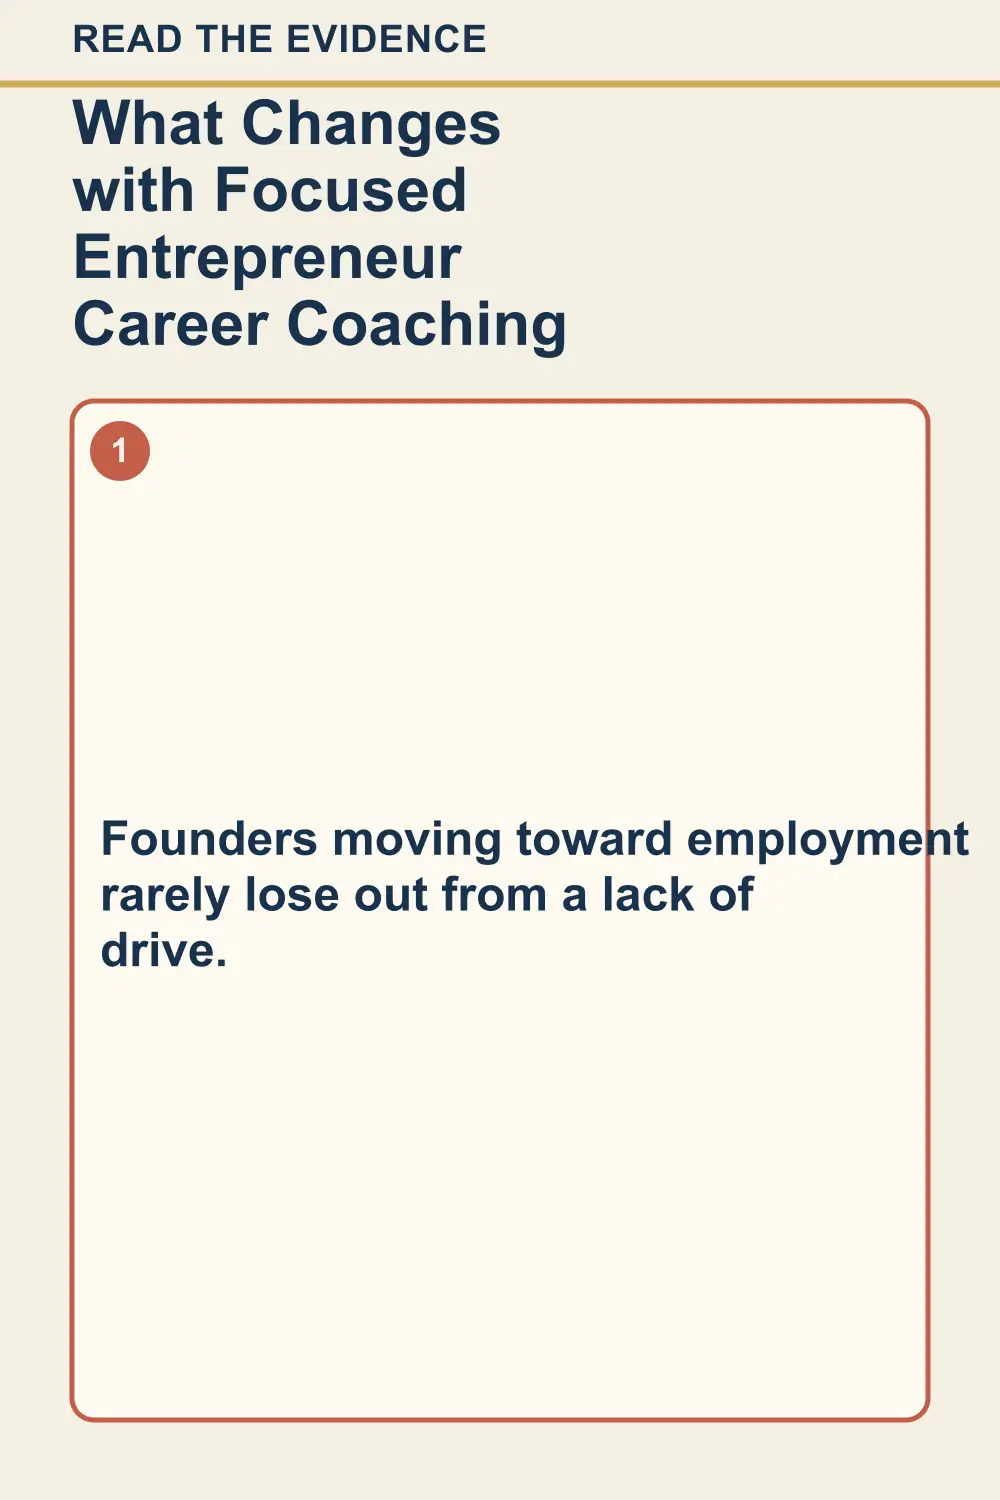 READ THE EVIDENCE
What Changes
with Focused
Entrepreneur
Career Coaching
1
Founders moving toward employment
rarely lose out from a lack of
drive.